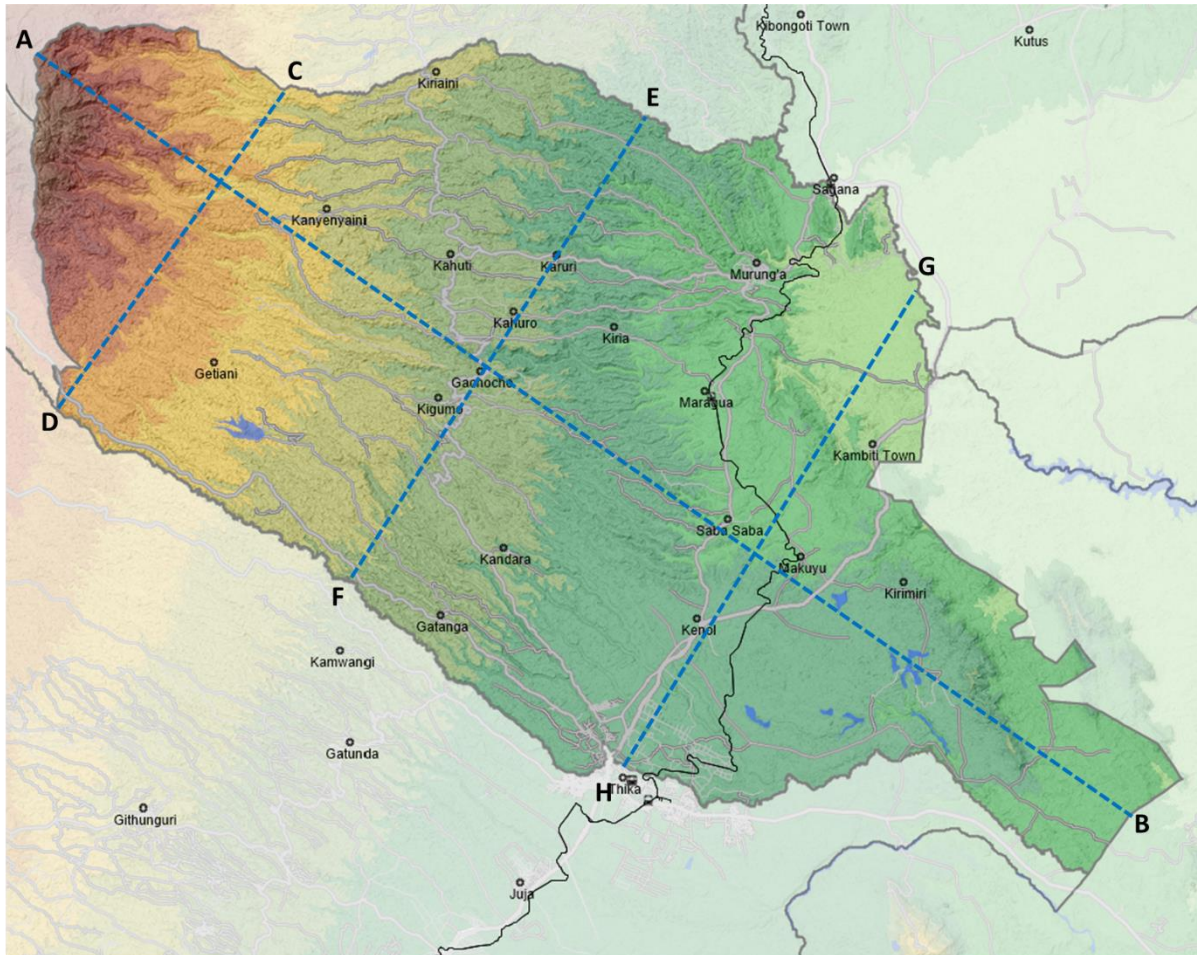 A
Kibongoti Town
Kutus
C
Kiriaini
E
Sagana
Kanyenyaini
Kahuti
Karuri
Murung'a
G
Kahuro
Kiria
Getiani
Gachocho
Kigumo
Maragua
D
Kambiti Town
Saba Saba
Kandara
Makuyu
Kirimiri
F
Gatanga
Kenol
Kamwangi
Gatunda
H
Thika
Githunguri
B
Juja